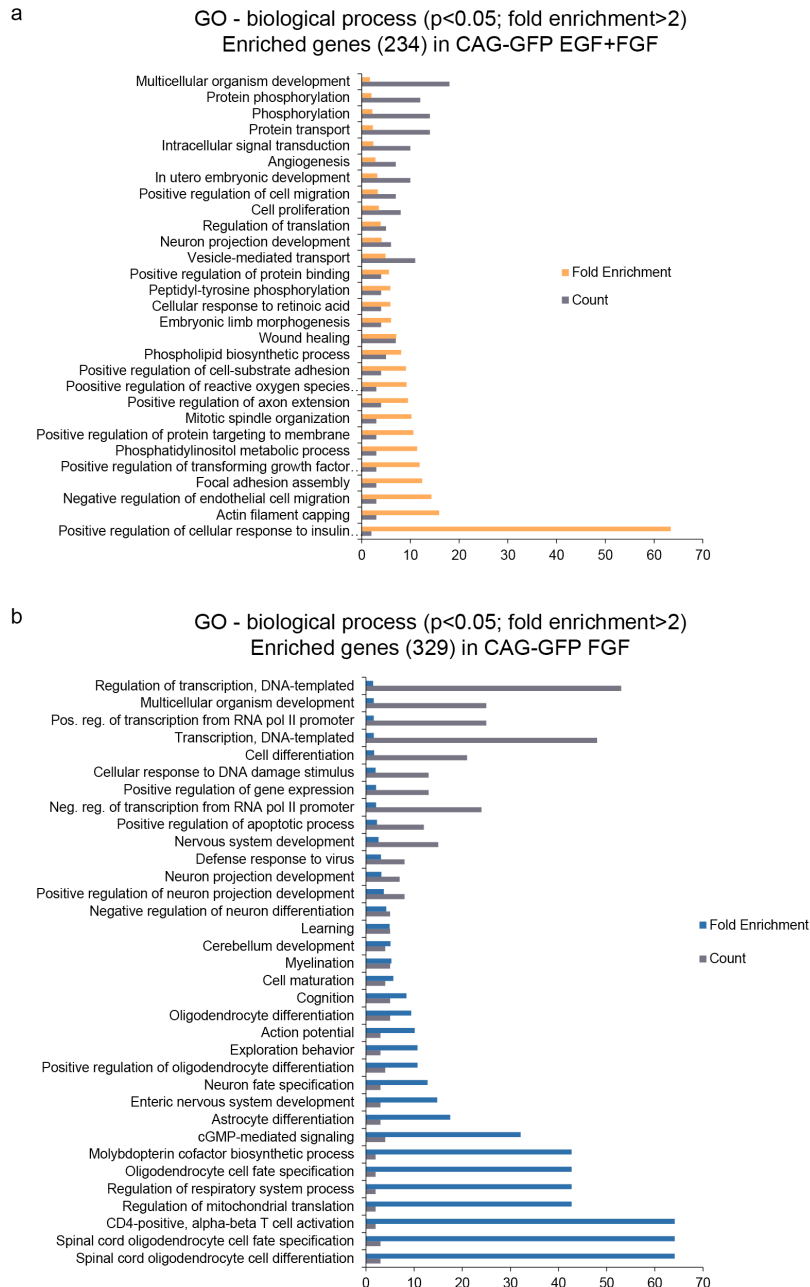 a
GO - biological process (p<0.05; fold enrichment>2)
Enriched genes (234) in CAG-GFP EGF+FGF
Multicellular organism development
Protein phosphorylation
Phosphorylation
Protein transport
Intracellular signal transduction
Angiogenesis
In utero embryonic development
Positive regulation of cell migration
Cell proliferation
Regulation of translation
Neuron projection development
Vesicle-mediated transport
Positive regulation of protein binding
Peptidyl-tyrosine phosphorylation
Cellular response to retinoic acid
Embryonic limb morphogenesis
Wound healing
Phospholipid biosynthetic process
Positive regulation of cell-substrate adhesion
Poositive regulation of reactive oxygen species..
Positive regulation of axon extension
Mitotic spindle organization
Positive regulation of protein targeting to membrane
Phosphatidylinositol metabolic process
Positive regulation of transforming growth factor..
Focal adhesion assembly
Negative regulation of endothelial cell migration
Actin filament capping
Positive regulation of cellular response to insulin..
Fold Enrichment
Count
0 10 20 30 40 50 60 70
b
GO - biological process (p<0.05; fold enrichment>2)
Enriched genes (329) in CAG-GFP FGF
Regulation of transcription, DNA-templated
Multicellular organism development
Pos. reg. of transcription from RNA pol II promoter
Transcription, DNA-templated
Cell differentiation
Cellular response to DNA damage stimulus
Positive regulation of gene expression
Neg. reg. of transcription from RNA pol II promoter
Positive regulation of apoptotic process
Nervous system development
Defense response to virus
Neuron projection development
Positive regulation of neuron projection development
Negative regulation of neuron differentiation
Learning
Cerebellum development
Myelination
Cell maturation
Cognition
Oligodendrocyte differentiation
Action potential
Exploration behavior
Positive regulation of oligodendrocyte differentiation
Neuron fate specification
Enteric nervous system development
Astrocyte differentiation
cGMP-mediated signaling
Molybdopterin cofactor biosynthetic process
Oligodendrocyte cell fate specification
Regulation of respiratory system process
Regulation of mitochondrial translation
CD4-positive, alpha-beta T cell activation
Spinal cord oligodendrocyte cell fate specification
Spinal cord oligodendrocyte cell differentiation
Fold Enrichment
Count
0 10 20 30 40 50 60 70